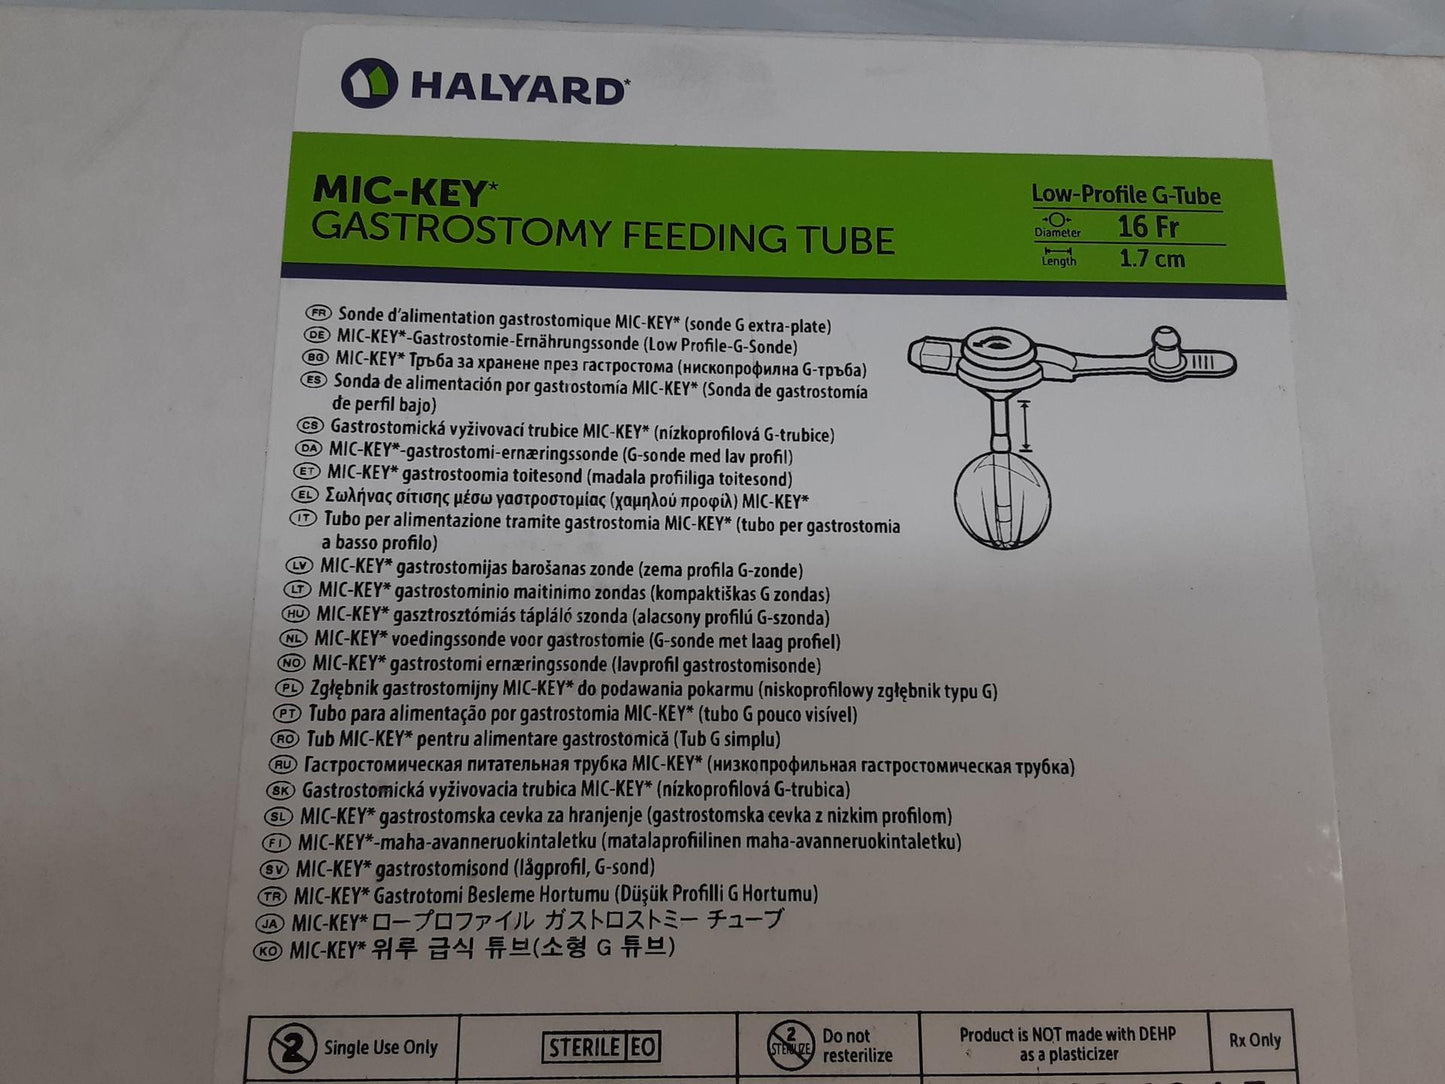 HALYARD*
MIC-KEY*
GASTROSTOMY FEEDING TUBE
Low-Profile G-Tube
Diameter 16 Fr
Length 1.7 cm
FR Sonde d'alimentation gastrostomique MIC-KEY* (sonde G extra-plate)
DE MIC-KEY*-Gastrostomie-Ernährungssonde (Low Profile-G-Sonde)
BG MIC-KEY* Тръба за хранене през гастростома (нископрофилна G-тръба)
ES Sonda de alimentación por gastrostomía MIC-KEY* (Sonda de gastrostomía
de perfil bajo)
CS Gastrostomická vyživovací trubice MIC-KEY* (nízkoprofilová G-trubice)
DA MIC-KEY*-gastrostomi-ernæringssonde (G-sonde med lav profil)
ET MIC-KEY* gastrostoomia toitesond (madala profiiliga toitesond)
EL Σωλήνας σίτισης μέσω γαστροστομίας (χαμηλού προφίλ) MIC-KEY*
IT Tubo per alimentazione tramite gastrostomia MIC-KEY* (tubo per gastrostomia
a basso profilo)
LV MIC-KEY* gastrostomijas barošanas zonde (zema profila G-zonde)
LT MIC-KEY* gastrostominio maitinimo zondas (kompaktiškas G zondas)
HU MIC-KEY* gasztrosztómiás tápláló szonda (alacsony profilú G-szonda)
NL MIC-KEY* voedingssonde voor gastrostomie (G-sonde met laag profiel)
NO MIC-KEY* gastrostomi ernæringssonde (lavprofil gastrostomisonde)
PL Zgłębnik gastrostomijny MIC-KEY* do podawania pokarmu (niskoprofilowy zgłębnik typu G)
PT Tubo para alimentação por gastrostomia MIC-KEY* (tubo G pouco visível)
RO Tub MIC-KEY* pentru alimentare gastrostomică (Tub G simplu)
RU Гастростомическая питательная трубка MIC-KEY* (низкопрофильная гастростомическая трубка)
SK Gastrostomická vyživovacia trubica MIC-KEY* (nízkoprofilová G-trubica)
SL MIC-KEY* gastrostomska cevka za hranjenje (gastrostomska cevka z nizkim profilom)
FI MIC-KEY*-maha-avanneruokintaletku (matalaprofiilinen maha-avanneruokintaletku)
SV MIC-KEY* gastrostomisond (lågprofil, G-sond)
TR MIC-KEY* Gastrotomi Besleme Hortumu (Düşük Profilli G Hortumu)
JA MIC-KEY* ロープロファイル ガストロストミー チューブ
KO MIC-KEY* 위루 급식 튜브(소형 G 튜브)
2 Single Use Only
STERILE EO
2 STERILIZE Do not
resterilize
Product is NOT made with DEHP
as a plasticizer
Rx Only